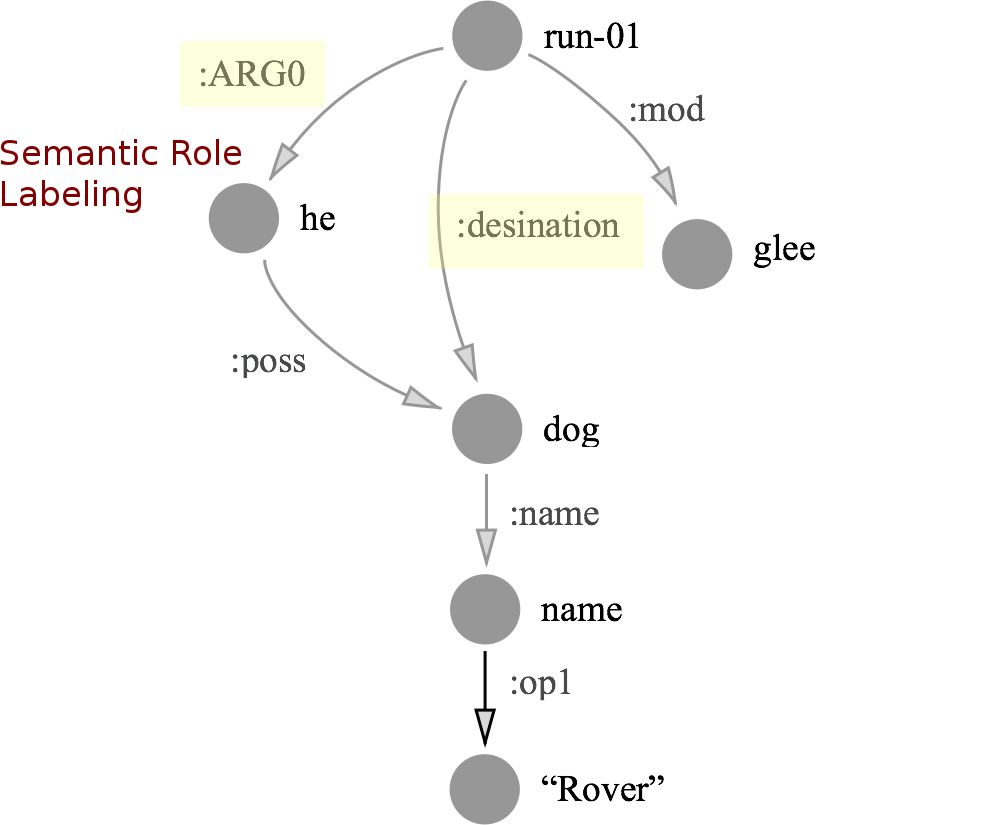 run-01
:ARG0
:mod
Semantic Role
Labeling
he
:desination
glee
:poss
dog
:name
name
:op1
“Rover”